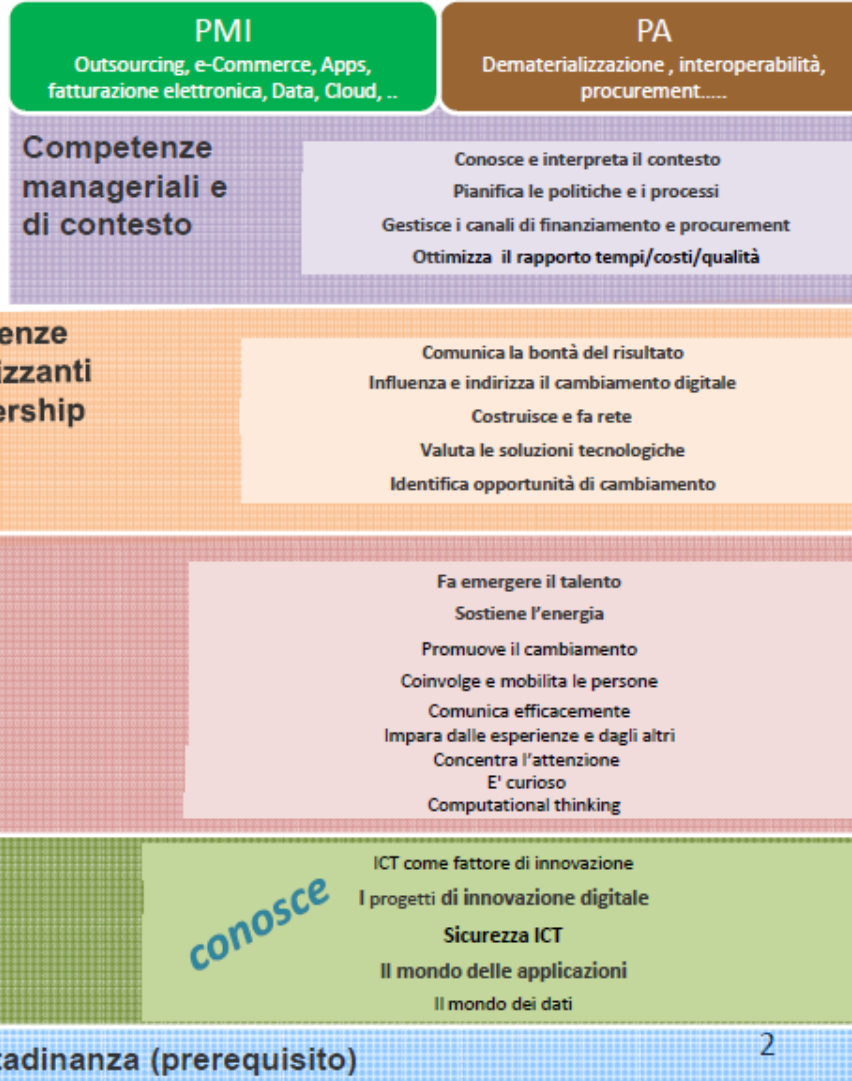 PMI
Outsourcing, e-Commerce, Apps,
fatturazione elettronica, Data, Cloud, ..
PA
Dematerializzazione , interoperabilità,
procurement.....
Competenze
manageriali e
di contesto
Conosce e interpreta il contesto
Pianifica le politiche e i processi
Gestisce i canali di finanziamento e procurement
Ottimizza il rapporto tempi/costi/qualità
enze
izzanti
ership
Comunica la bontà del risultato
Influenza e indirizza il cambiamento digitale
Costruisce e fa rete
Valuta le soluzioni tecnologiche
Identifica opportunità di cambiamento
Fa emergere il talento
Sostiene l'energia
Promuove il cambiamento
Coinvolge e mobilita le persone
Comunica efficacemente
Impara dalle esperienze e dagli altri
Concentra l'attenzione
E' curioso
Computational thinking
conosce
ICT come fattore di innovazione
I progetti di innovazione digitale
Sicurezza ICT
Il mondo delle applicazioni
Il mondo dei dati
tadinanza (prerequisito)
2